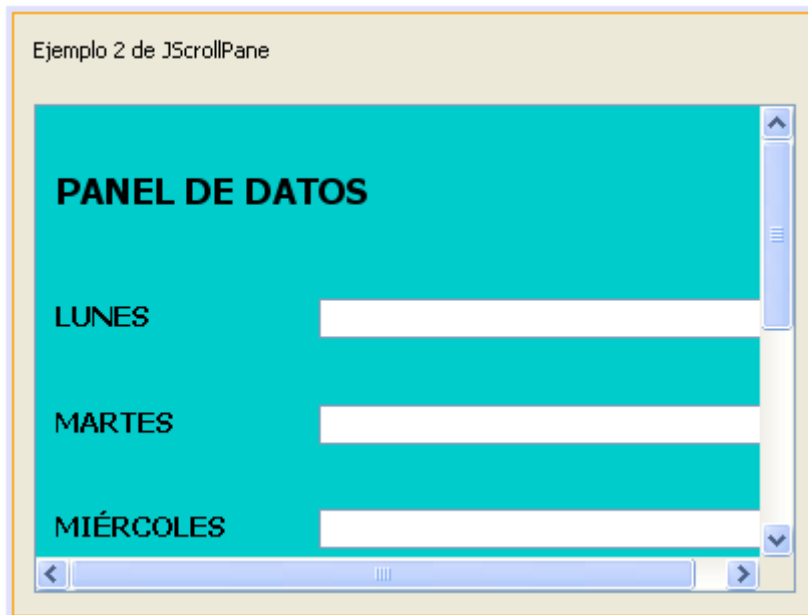 Ejemplo 2 de JScrollPane
PANEL DE DATOS
LUNES
MARTES
MIÉRCOLES